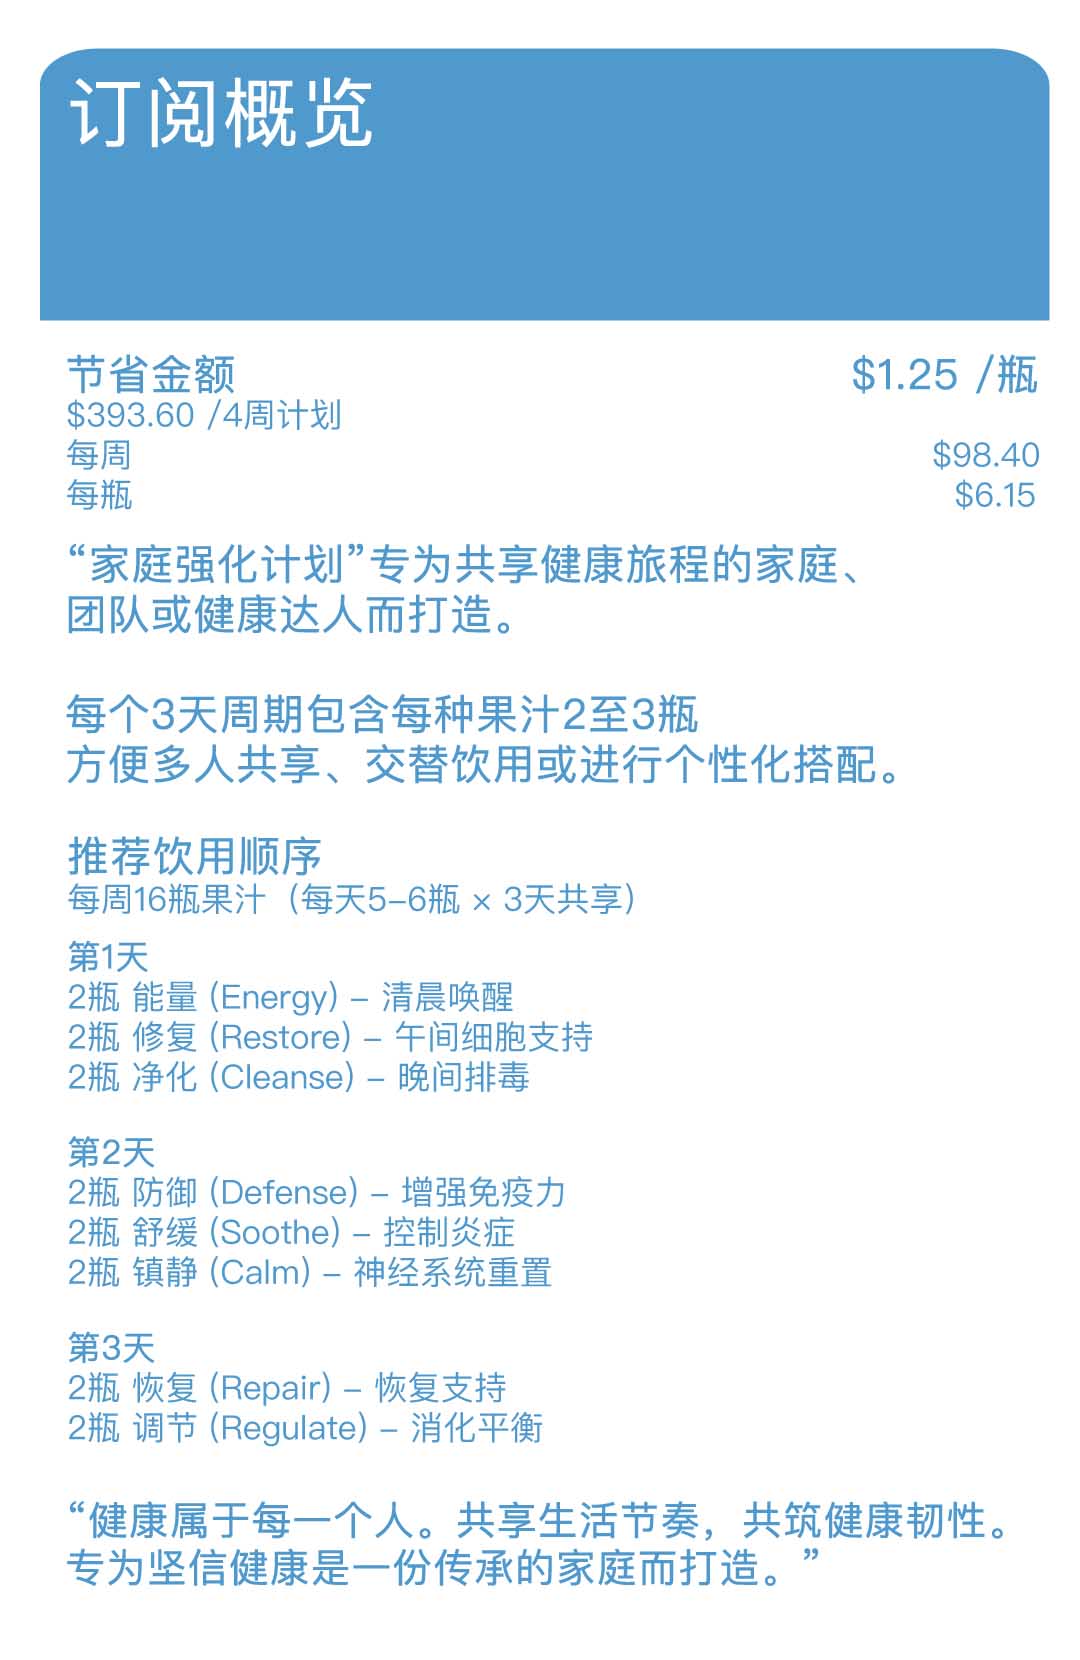 订阅概览
节省金额 $1.25 /瓶
$393.60 /4周计划
每周 $98.40
每瓶 $6.15
“家庭强化计划”专为共享健康旅程的家庭、
团队或健康达人而打造。
每个3天周期包含每种果汁2至3瓶
方便多人共享、交替饮用或进行个性化搭配。
推荐饮用顺序
每周16瓶果汁（每天5–6瓶 × 3天共享）
第1天
2瓶 能量 (Energy) – 清晨唤醒
2瓶 修复 (Restore) – 午间细胞支持
2瓶 净化 (Cleanse) – 晚间排毒
第2天
2瓶 防御 (Defense) – 增强免疫力
2瓶 舒缓 (Soothe) – 控制炎症
2瓶 镇静 (Calm) – 神经系统重置
第3天
2瓶 恢复 (Repair) – 恢复支持
2瓶 调节 (Regulate) – 消化平衡
“健康属于每一个人。共享生活节奏，共筑健康韧性。
专为坚信健康是一份传承的家庭而打造。”